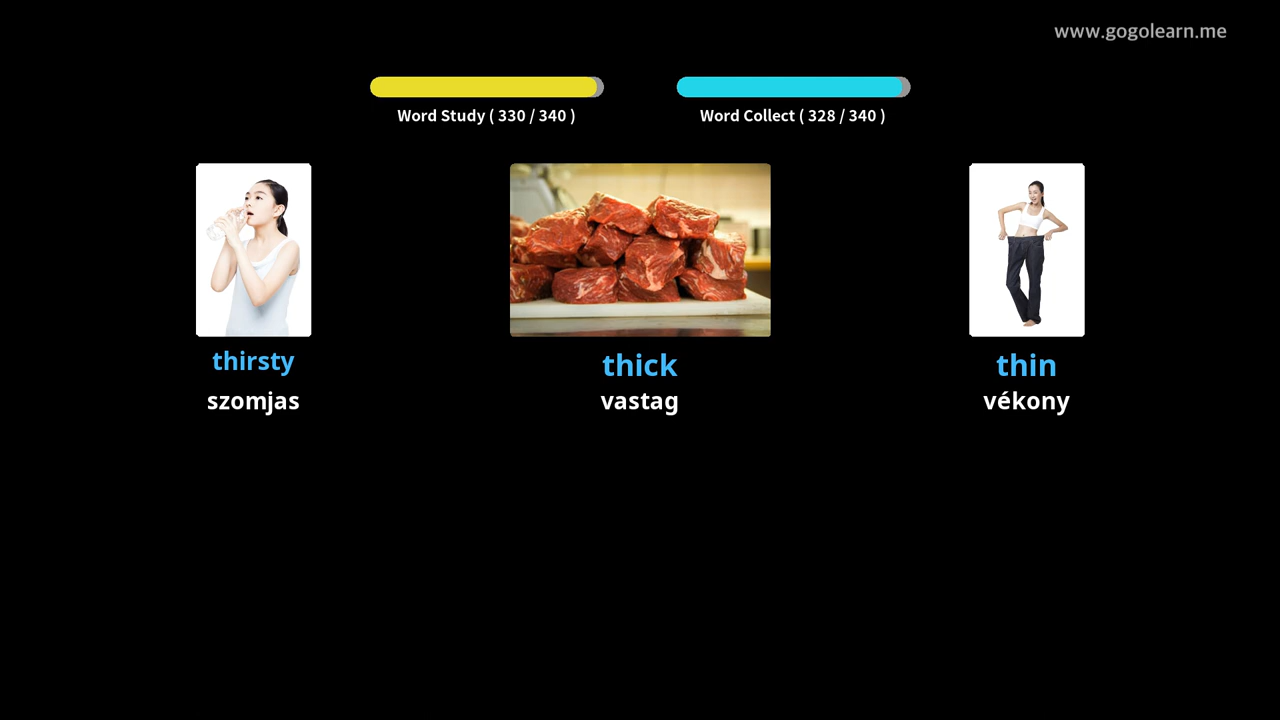 www.gogolearn.me
Word Study ( 330 / 340 )
Word Collect ( 328 / 340 )
thirsty
szomjas
thick
vastag
thin
vékony